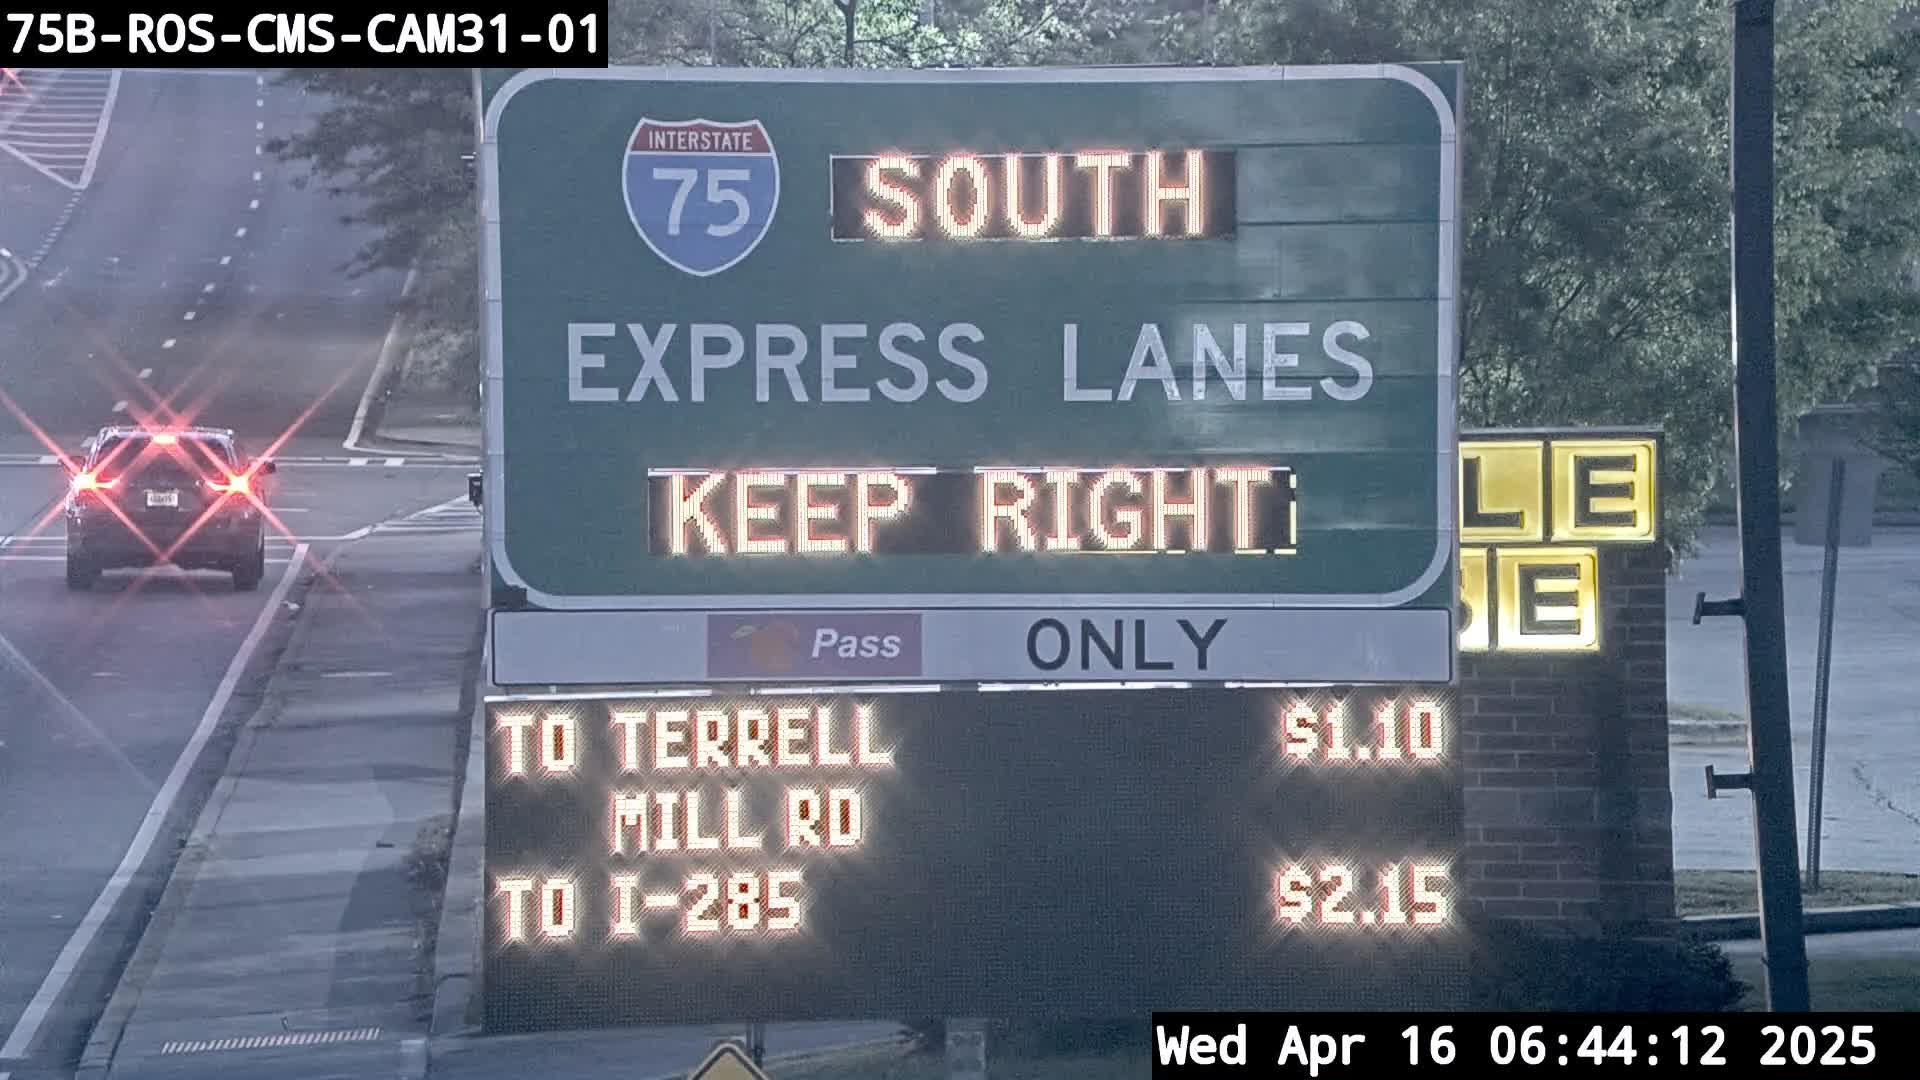 75B-ROS-CMS-CAM31-01
INTERSTATE
75
SOUTH
EXPRESS LANES
KEEP RIGHT
Pass ONLY
LE
E
TO TERRELL $1.10
MILL RD
TO I-285 $2.15
Wed Apr 16 06:44:12 2025